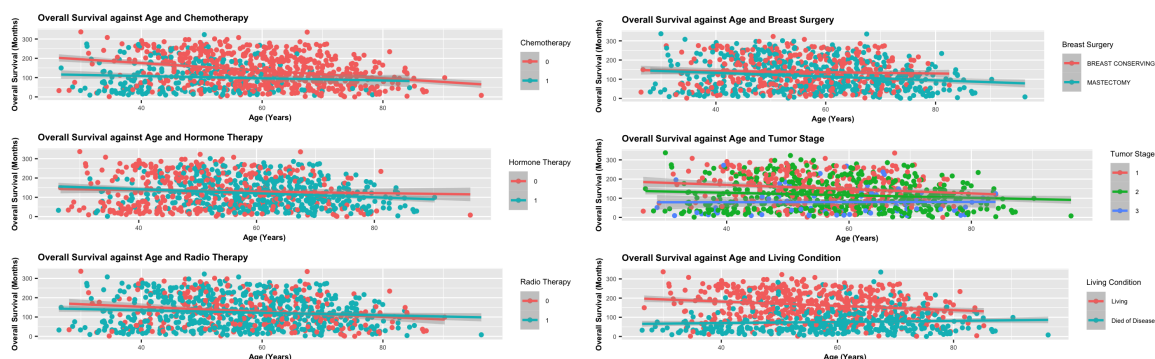 Overall Survival against Age and Chemotherapy
Overall Survival (Months)
300
200
100
0
40
60
80
Age (Years)
Chemotherapy
0
1
Overall Survival against Age and Breast Surgery
Overall Survival (Months)
300
200
100
0
40
60
80
Age (Years)
Breast Surgery
BREAST CONSERVING
MASTECTOMY
Overall Survival against Age and Hormone Therapy
Overall Survival (Months)
300
200
100
0
40
60
80
Age (Years)
Hormone Therapy
0
1
Overall Survival against Age and Tumor Stage
Overall Survival (Months)
300
200
100
0
40
60
80
Age (Years)
Tumor Stage
1
2
3
Overall Survival against Age and Radio Therapy
Overall Survival (Months)
300
200
100
0
40
60
80
Age (Years)
Radio Therapy
0
1
Overall Survival against Age and Living Condition
Overall Survival (Months)
300
200
100
0
40
60
80
Age (Years)
Living Condition
Living
Died of Disease